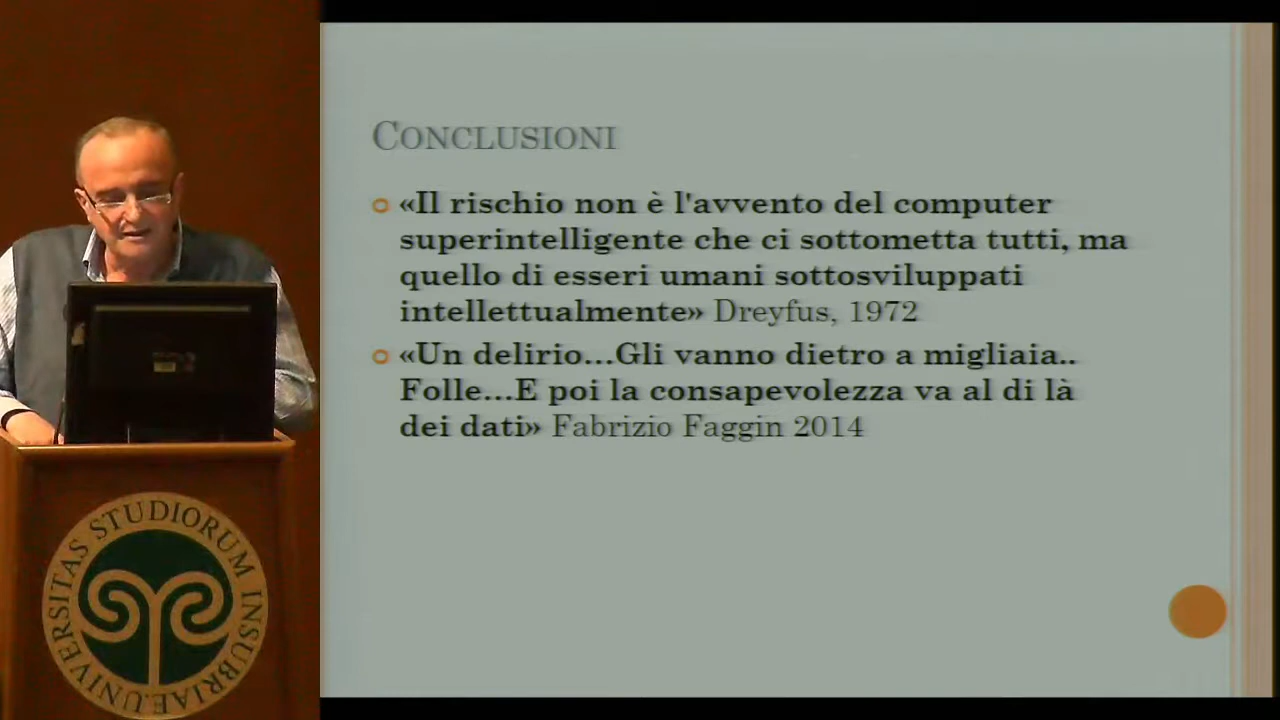 CONCLUSIONI
«Il rischio non è l'avvento del computer
superintelligente che ci sottometta tutti, ma
quello di esseri umani sottosviluppati
intellettualmente» Dreyfus, 1972
«Un delirio...Gli vanno dietro a migliaia..
Folle...E poi la consapevolezza va al di là
dei dati» Fabrizio Faggin 2014
UNIVERSITAS STUDIORUM INSUBRIAE